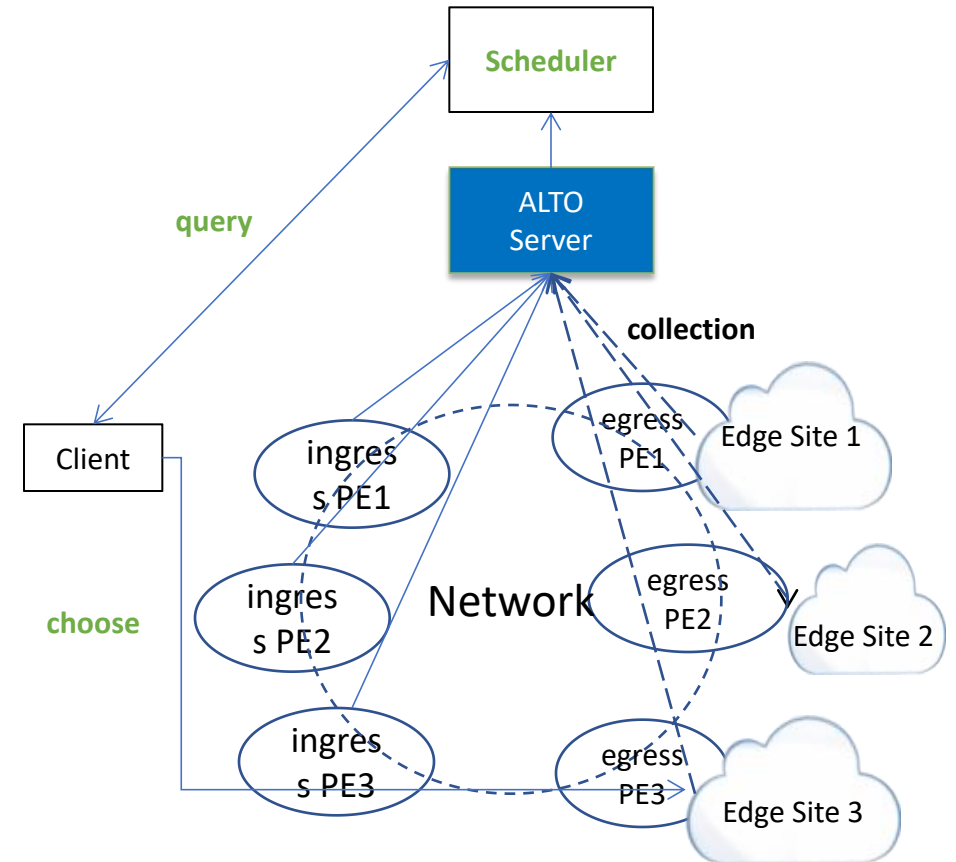 Scheduler
ALTO
Server
query
collection
Client
ingres
s PE1
egress
PE1
Edge Site 1
choose
ingres
s PE2
Network
egress
PE2
Edge Site 2
ingres
s PE3
egress
PE3
Edge Site 3